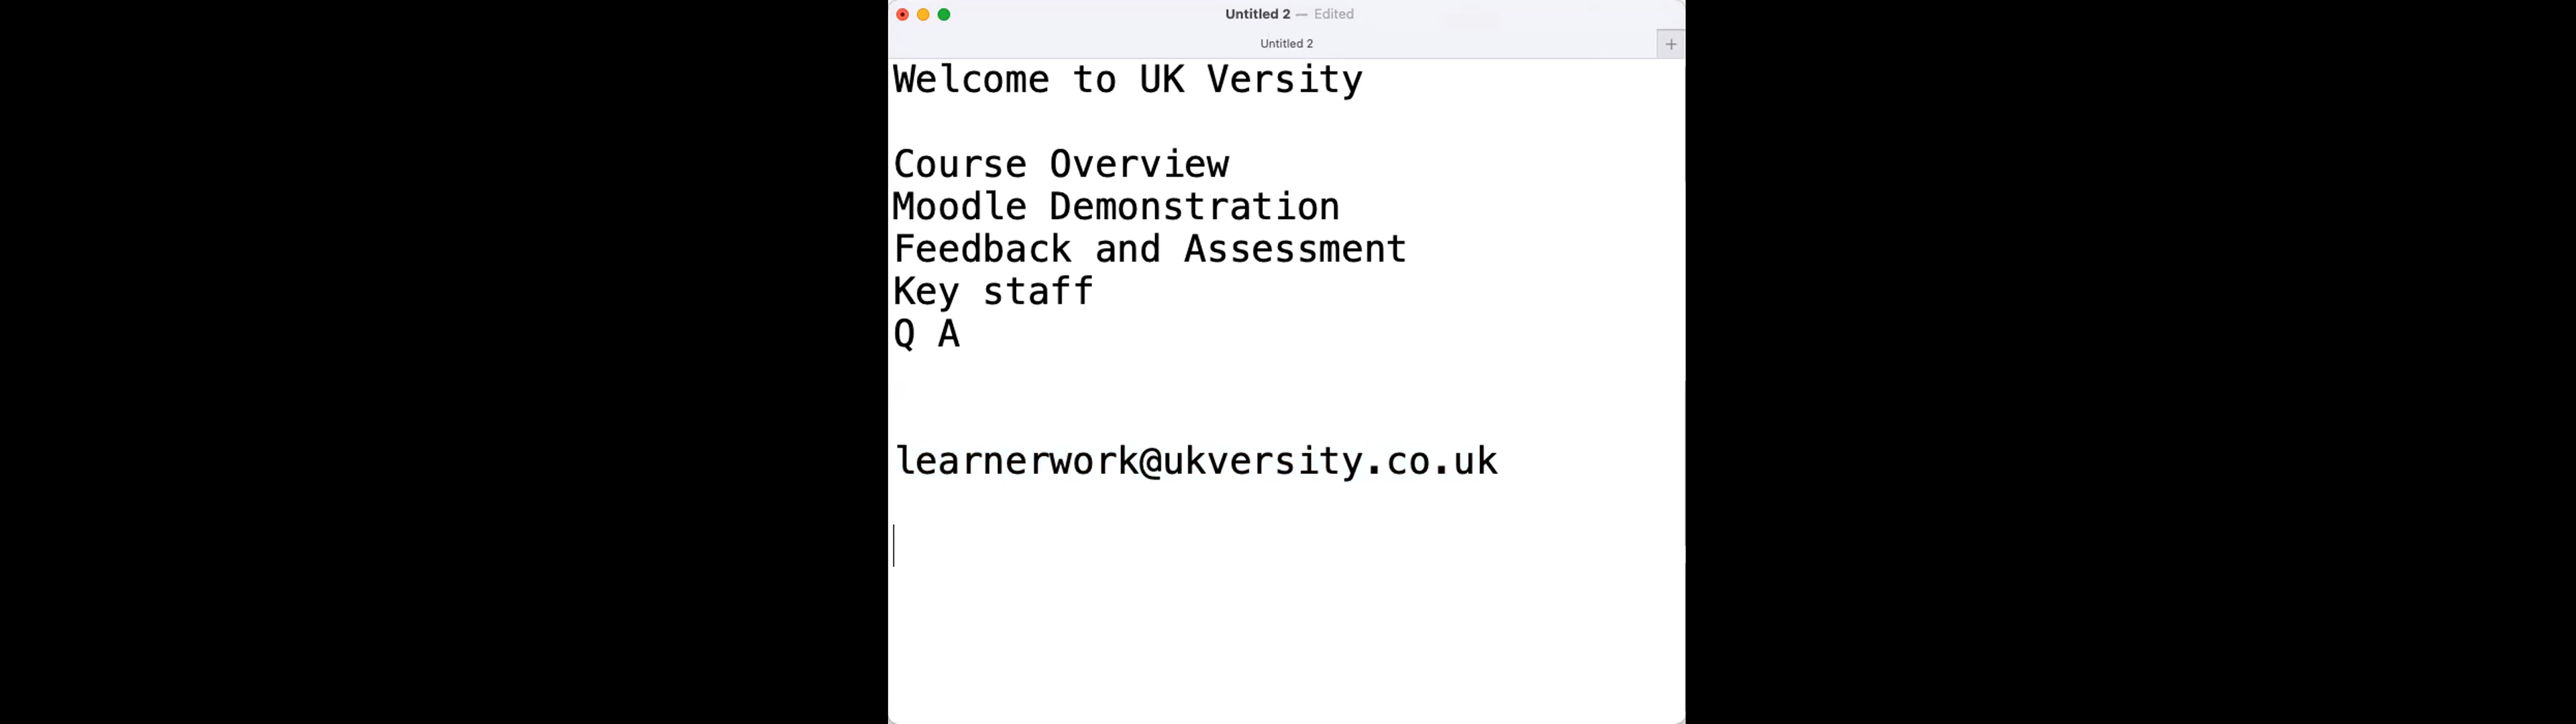 Untitled 2 — Edited
Untitled 2
Welcome to UK Versity
Course Overview
Moodle Demonstration
Feedback and Assessment
Key staff
Q A
learnerwork@ukversity.co.uk